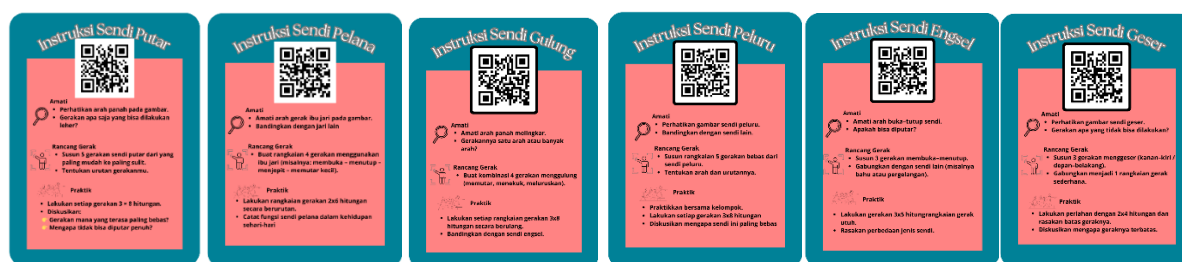 Instruksi Sendi Putar
Amati
• Perhatikan arah panah pada gambar.
• Gerakan apa saja yang bisa dilakukan
leher?
Rancang Gerak
• Susun 3 gerakan sendi putar dari yang
paling mudah ke paling sulit.
• Tentukan urutan gerakanmu.
Praktik
• Lakukan setiap gerakan 3 × 8 hitungan.
• Diskusikan:
Gerakan mana yang terasa paling bebas?
Mengapa tidak bisa diputar penuh?
Instruksi Sendi Pelana
Amati
• Amati arah gerak ibu jari pada gambar.
• Bandingkan dengan jari lain
Rancang Gerak
• Buat rangkaian 4 gerakan menggunakan
ibu jari (misalnya: membuka – menutup –
menjepit – memutar kecil).
Praktik
• Lakukan rangkaian gerakan 2x6 hitungan
secara berurutan.
• Catat fungsi sendi pelana dalam kehidupan
sehari-hari
Instruksi Sendi Gulung
Amati
• Amati arah panah melingkar.
• Gerakannya satu arah atau banyak
arah?
Rancang Gerak
• Buat kombinasi 4 gerakan menggulung
(memutar, menekuk, meluruskan).
Praktik
• Lakukan setiap rangkaian gerakan 3x8
hitungan secara berulang.
• Bandingkan dengan sendi engsel.
Instruksi Sendi Peluru
Amati
• Perhatikan gambar sendi peluru.
• Bandingkan dengan sendi lain.
Rancang Gerak
• Susun rangkaian 5 gerakan bebas dari
sendi peluru.
• Tentukan arah dan urutannya.
Praktik
• Praktikkan bersama kelompok.
• Lakukan setiap gerakan 3x8 hitungan
• Diskusikan mengapa sendi ini paling bebas
Instruksi Sendi Engsel
Amati
• Amati arah buka–tutup sendi.
• Apakah bisa diputar?
Rancang Gerak
• Susun 3 gerakan membuka–menutup.
• Gabungkan dengan sendi lain (misalnya
bahu atau pergelangan).
Praktik
• Lakukan gerakan 3x5 hitungrangkaian gerak
utuh.
• Rasakan perbedaan jenis sendi.
Instruksi Sendi Geser
Amati
• Perhatikan gambar sendi geser.
• Gerakan apa yang tidak bisa dilakukan?
Rancang Gerak
• Susun 3 gerakan menggeser (kanan-kiri /
depan-belakang).
• Gabungkan menjadi 1 rangkaian gerak
sederhana.
Praktik
• Lakukan perlahan dengan 2x4 hitungan dan
rasakan batas geraknya.
• Diskusikan mengapa geraknya terbatas.